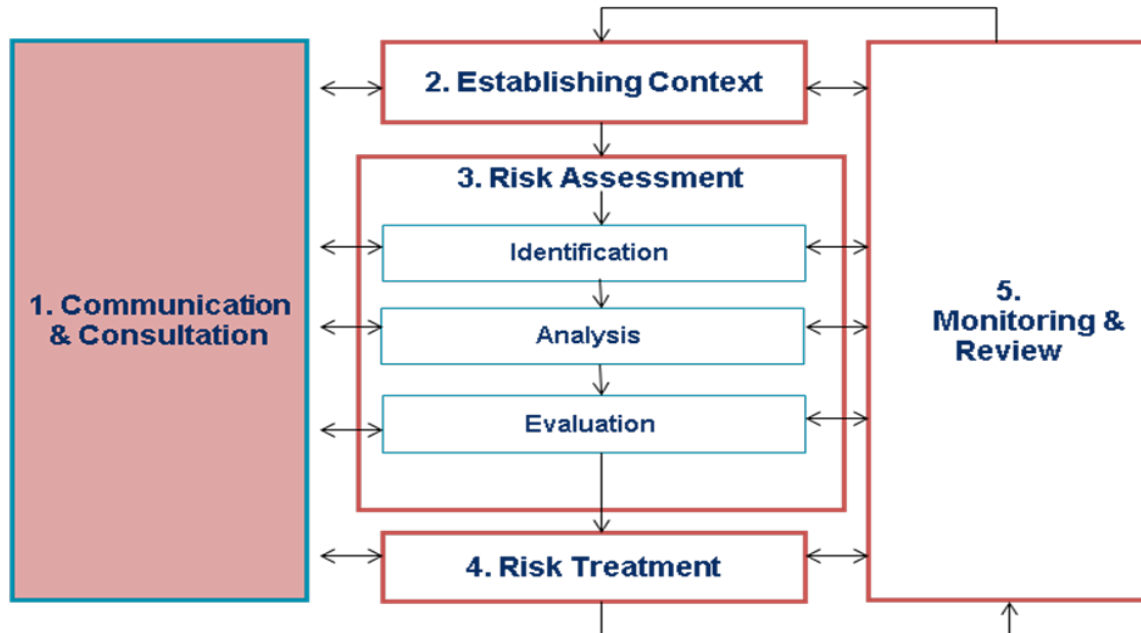 1. Communication
& Consultation
2. Establishing Context
3. Risk Assessment
Identification
Analysis
Evaluation
4. Risk Treatment
5.
Monitoring &
Review